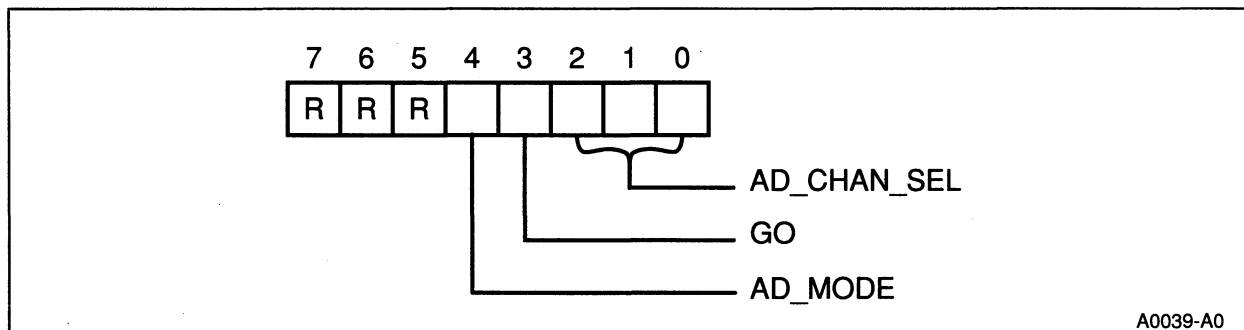 7 6 5 4 3 2 1 0
R R R
AD_CHAN_SEL
GO
AD_MODE
A0039-A0